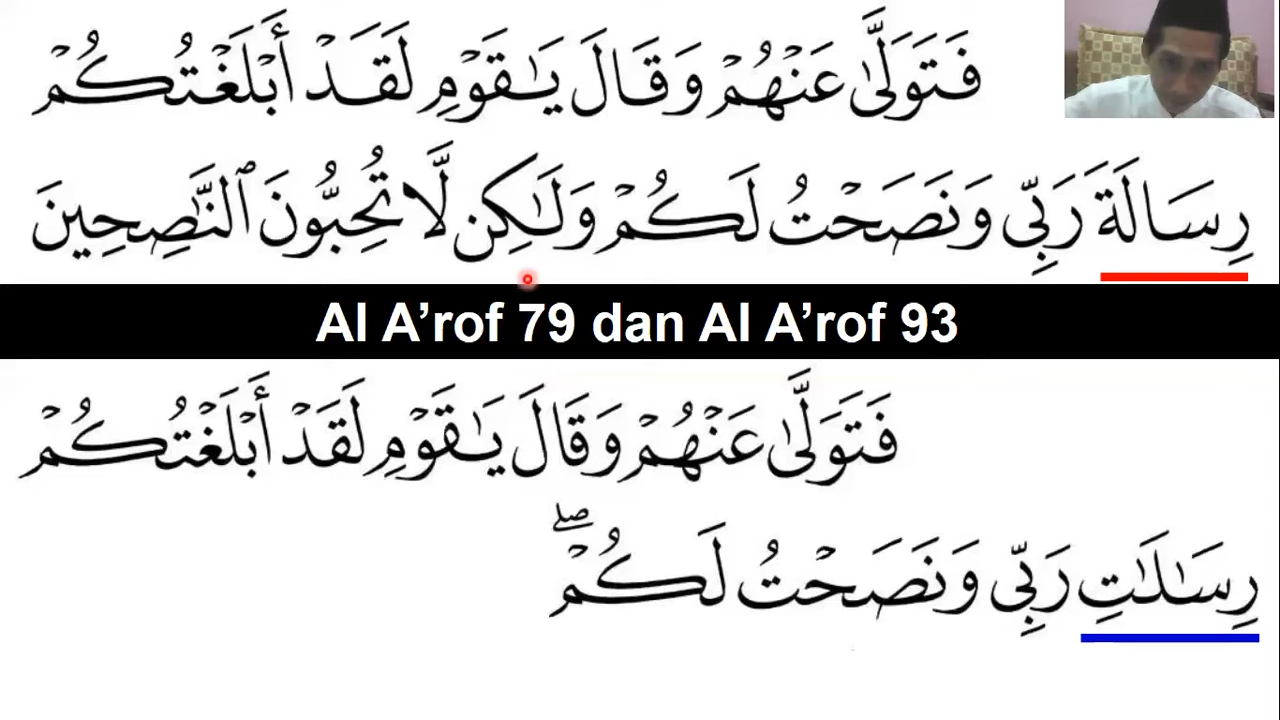 فَتَوَلَّىٰ عَنْهُمْ وَقَالَ يَـٰقَوْمِ لَقَدْ أَبْلَغْتُكُمْ
رِسَالَةَ رَبِّى وَنَصَحْتُ لَكُمْ وَلَـٰكِن لَّا تُحِبُّونَ ٱلنَّـٰصِحِينَ
Al A’rof 79 dan Al A’rof 93
فَتَوَلَّىٰ عَنْهُمْ وَقَالَ يَـٰقَوْمِ لَقَدْ أَبْلَغْتُكُمْ
رِسَـٰلَـٰتِ رَبِّى وَنَصَحْتُ لَكُمْ ۖ